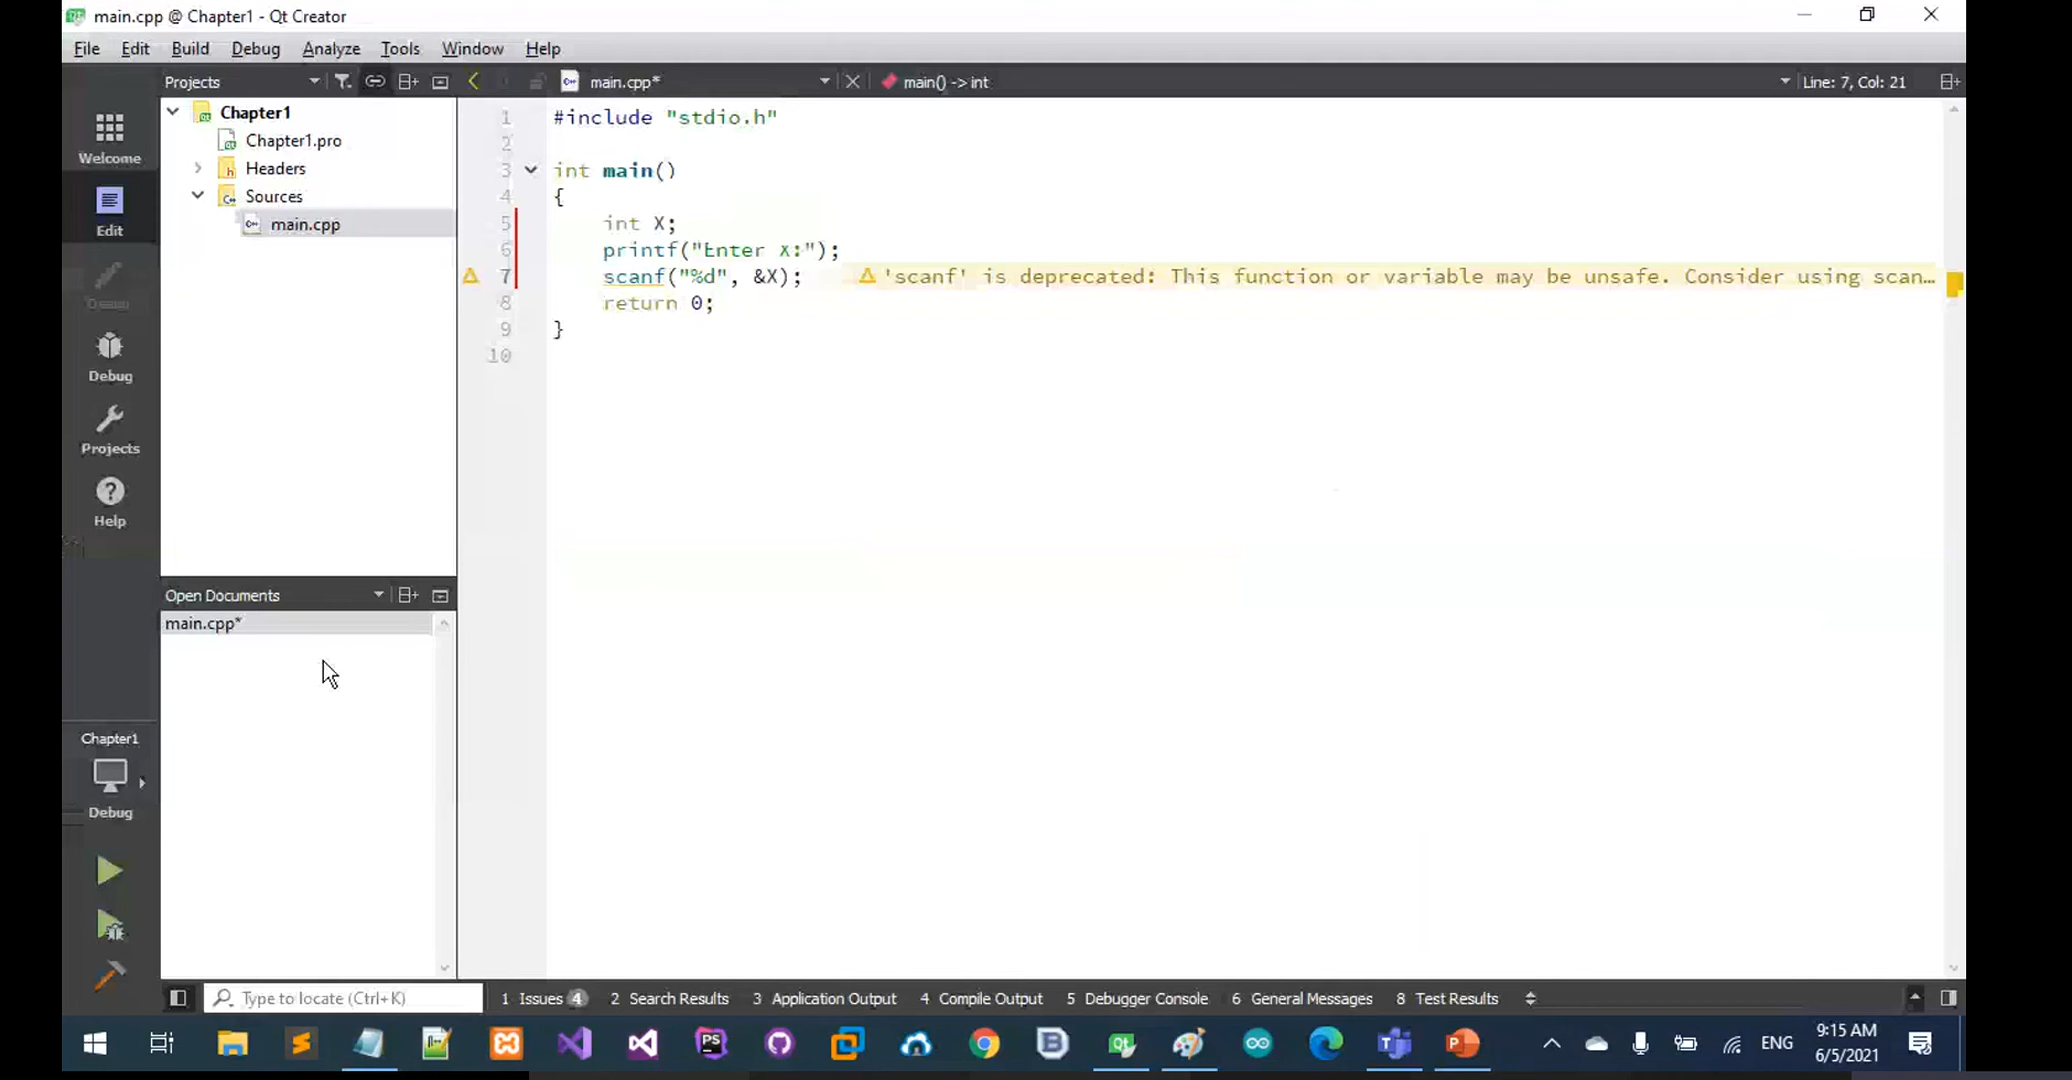 main.cpp @ Chapter1 - Qt Creator
File Edit Build Debug Analyze Tools Window Help
Projects main.cpp* main() -> int Line: 7, Col: 21
Chapter1
Chapter1.pro
Headers
Sources
main.cpp
Welcome
Edit
Debug
Projects
Help
1 #include "stdio.h"
2
3 int main()
4 {
5 int X;
6 printf("Enter X:");
7 scanf("%d", &X); 'scanf' is deprecated: This function or variable may be unsafe. Consider using scan…
8 return 0;
9 }
10
Open Documents
main.cpp*
Chapter1
Debug
Type to locate (Ctrl+K) 1 Issues 4 2 Search Results 3 Application Output 4 Compile Output 5 Debugger Console 6 General Messages 8 Test Results
ENG 9:15 AM
6/5/2021